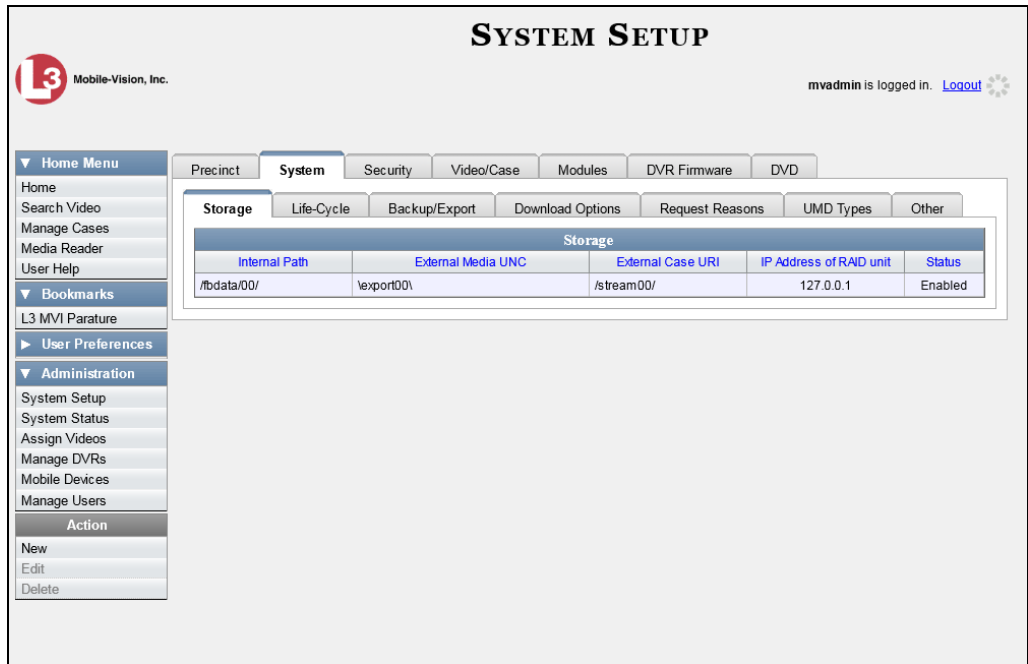 SYSTEM SETUP
L3 Mobile-Vision, Inc.
mvadmin is logged in. Logout
▼ Home Menu
Home
Search Video
Manage Cases
Media Reader
User Help
▼ Bookmarks
L3 MVI Parature
▶ User Preferences
▼ Administration
System Setup
System Status
Assign Videos
Manage DVRs
Mobile Devices
Manage Users
Action
New
Edit
Delete
Precinct System Security Video/Case Modules DVR Firmware DVD
Storage Life-Cycle Backup/Export Download Options Request Reasons UMD Types Other
Storage
Internal Path External Media UNC External Case URI IP Address of RAID unit Status
/fbdata/00/ \export00\ /stream00/ 127.0.0.1 Enabled